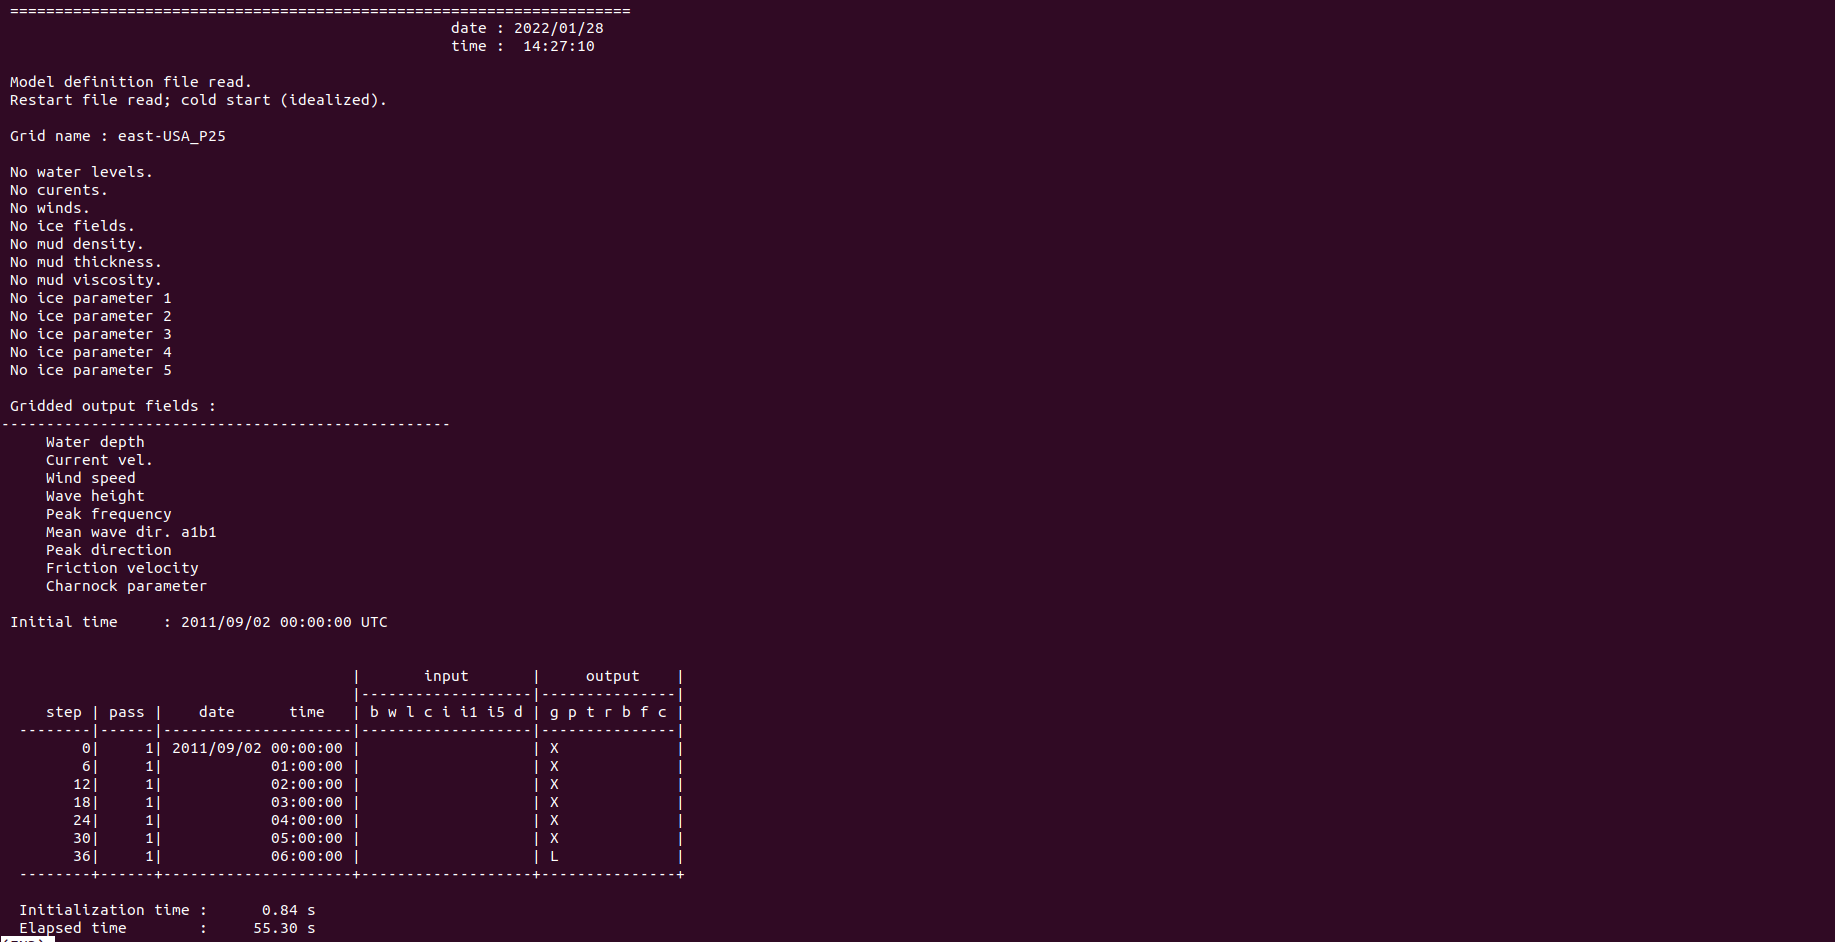 =====================================================================
date : 2022/01/28
time :  14:27:10
Model definition file read.
Restart file read; cold start (idealized).
Grid name : east-USA_P25
No water levels.
No curents.
No winds.
No ice fields.
No mud density.
No mud thickness.
No mud viscosity.
No ice parameter 1
No ice parameter 2
No ice parameter 3
No ice parameter 4
No ice parameter 5
Gridded output fields :
--------------------------------------------------
Water depth
Current vel.
Wind speed
Wave height
Peak frequency
Mean wave dir. a1b1
Peak direction
Friction velocity
Charnock parameter
Initial time     : 2011/09/02 00:00:00 UTC
|       input       |     output    |
|-------------------|---------------|
step | pass |    date      time   | b w l c i i1 i5 d | g p t r b f c |
--------|------|---------------------|-------------------|---------------|
0|     1| 2011/09/02 00:00:00 |                   | X             |
6|     1|            01:00:00 |                   | X             |
12|     1|            02:00:00 |                   | X             |
18|     1|            03:00:00 |                   | X             |
24|     1|            04:00:00 |                   | X             |
30|     1|            05:00:00 |                   | X             |
36|     1|            06:00:00 |                   | L             |
--------+------+---------------------+-------------------+---------------+
Initialization time :      0.84 s
Elapsed time        :     55.30 s